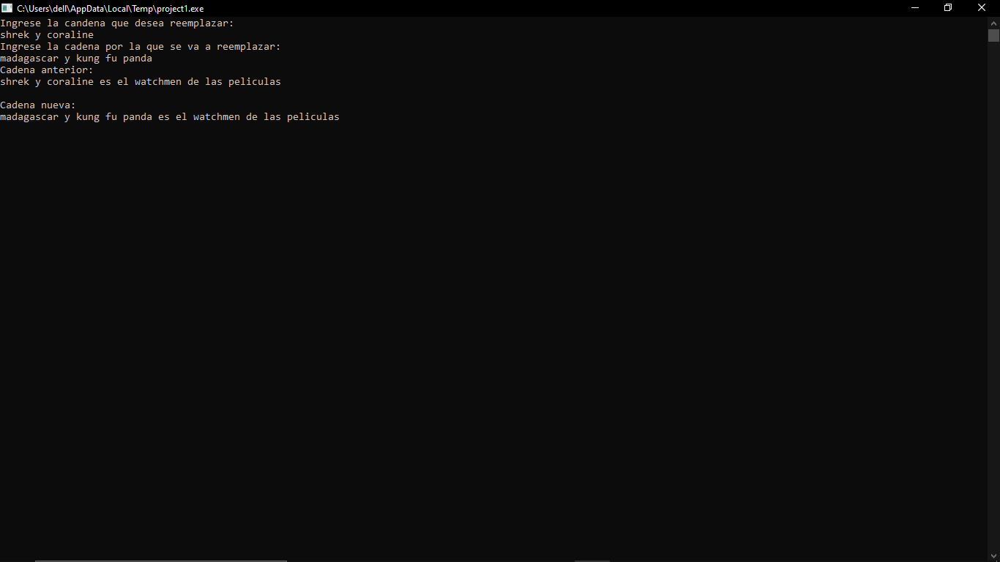 C:\Users\dell\AppData\Local\Temp\project1.exe
Ingrese la candena que desea reemplazar:
shrek y coraline
Ingrese la cadena por la que se va a reemplazar:
madagascar y kung fu panda
Cadena anterior:
shrek y coraline es el watchmen de las peliculas
Cadena nueva:
madagascar y kung fu panda es el watchmen de las peliculas